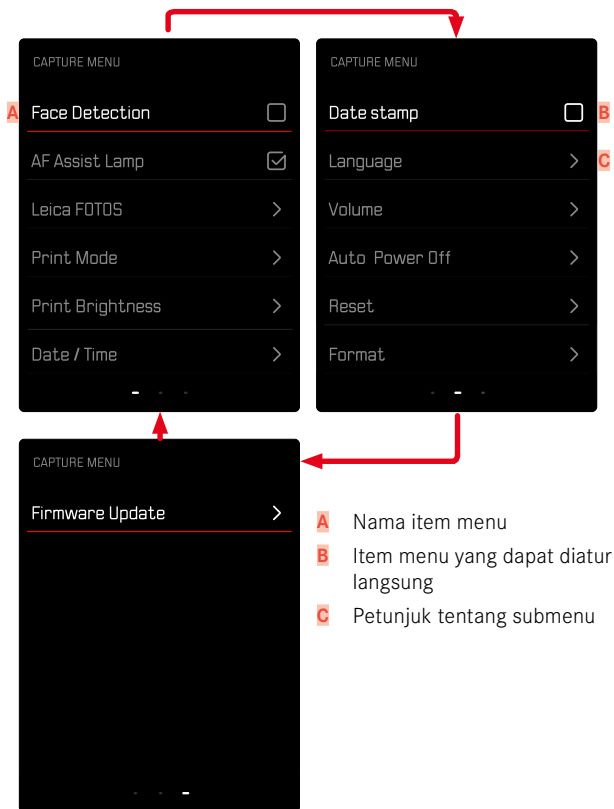 CAPTURE MENU
A Face Detection
AF Assist Lamp
Leica FOTOS
Print Mode
Print Brightness
Date / Time
CAPTURE MENU
Date stamp B
Language C
Volume
Auto Power Off
Reset
Format
CAPTURE MENU
Firmware Update
A Nama item menu
B Item menu yang dapat diatur
langsung
C Petunjuk tentang submenu